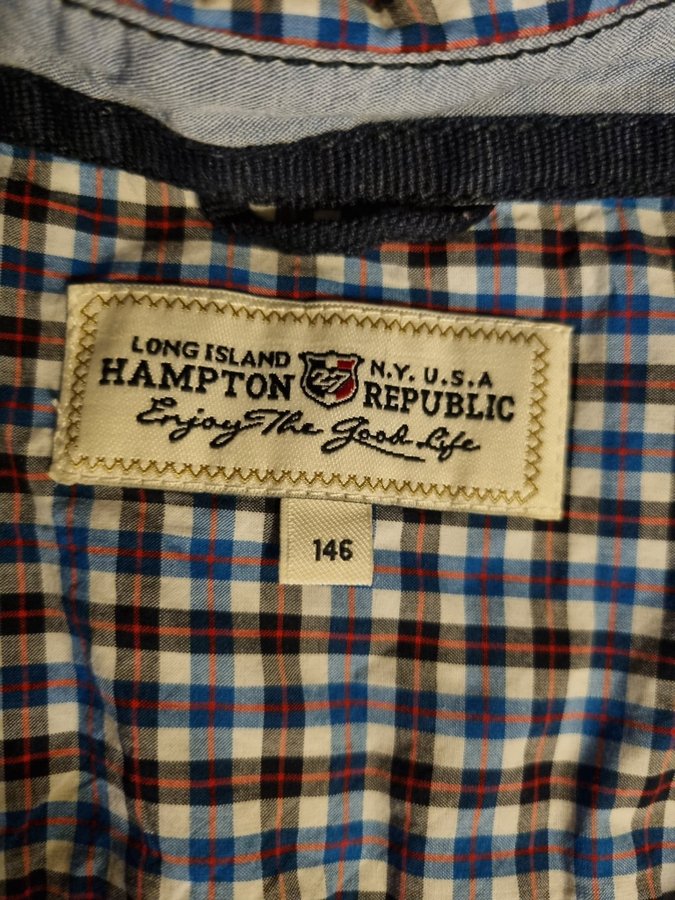 LONG ISLAND 27 N.Y. U.S.A
HAMPTON REPUBLIC
Enjoy The Good Life
146